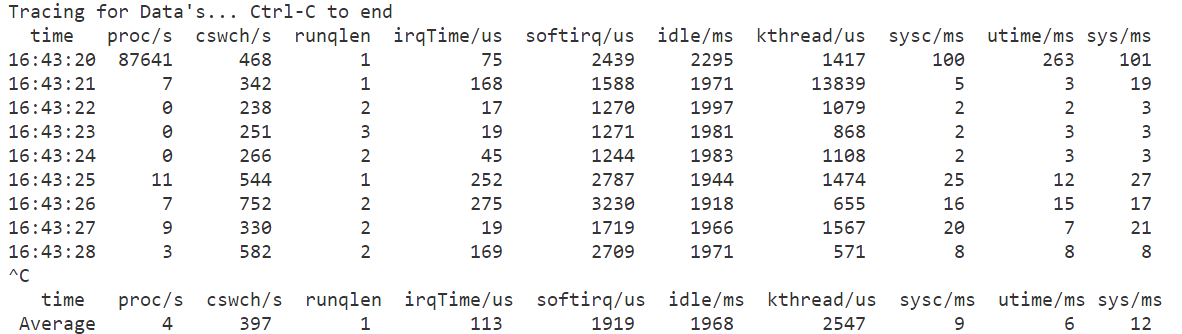 Tracing for Data's... Ctrl-C to end
time proc/s cswch/s runqlen irqTime/us softirq/us idle/ms kthread/us sysc/ms utime/ms sys/ms
16:43:20 87641 468 1 75 2439 2295 1417 100 263 101
16:43:21 7 342 1 168 1588 1971 13839 5 3 19
16:43:22 0 238 2 17 1270 1997 1079 2 2 3
16:43:23 0 251 3 19 1271 1981 868 2 3 3
16:43:24 0 266 2 45 1244 1983 1108 2 3 3
16:43:25 11 544 1 252 2787 1944 1474 25 12 27
16:43:26 7 752 2 275 3230 1918 655 16 15 17
16:43:27 9 330 2 19 1719 1966 1567 20 7 21
16:43:28 3 582 2 169 2709 1971 571 8 8 8
^C
time proc/s cswch/s runqlen irqTime/us softirq/us idle/ms kthread/us sysc/ms utime/ms sys/ms
Average 4 397 1 113 1919 1968 2547 9 6 12